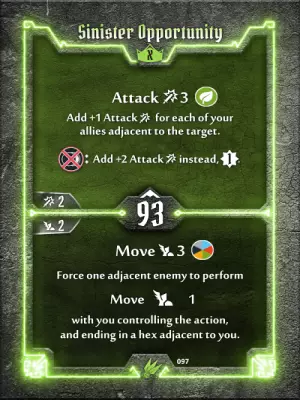 Sinister Opportunity
X
Attack 3
Add +1 Attack for each of your
allies adjacent to the target.
: Add +2 Attack instead, 1.
2
93
2
Move 3
Force one adjacent enemy to perform
Move 1
with you controlling the action,
and ending in a hex adjacent to you.
097